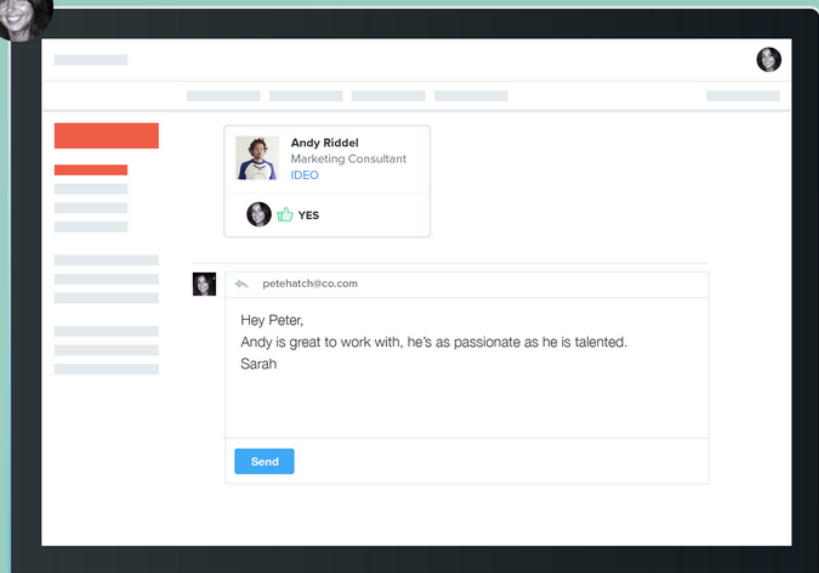 Andy Riddel
Marketing Consultant
IDEO
YES
petehatch@co.com
Hey Peter,
Andy is great to work with, he's as passionate as he is talented.
Sarah
Send